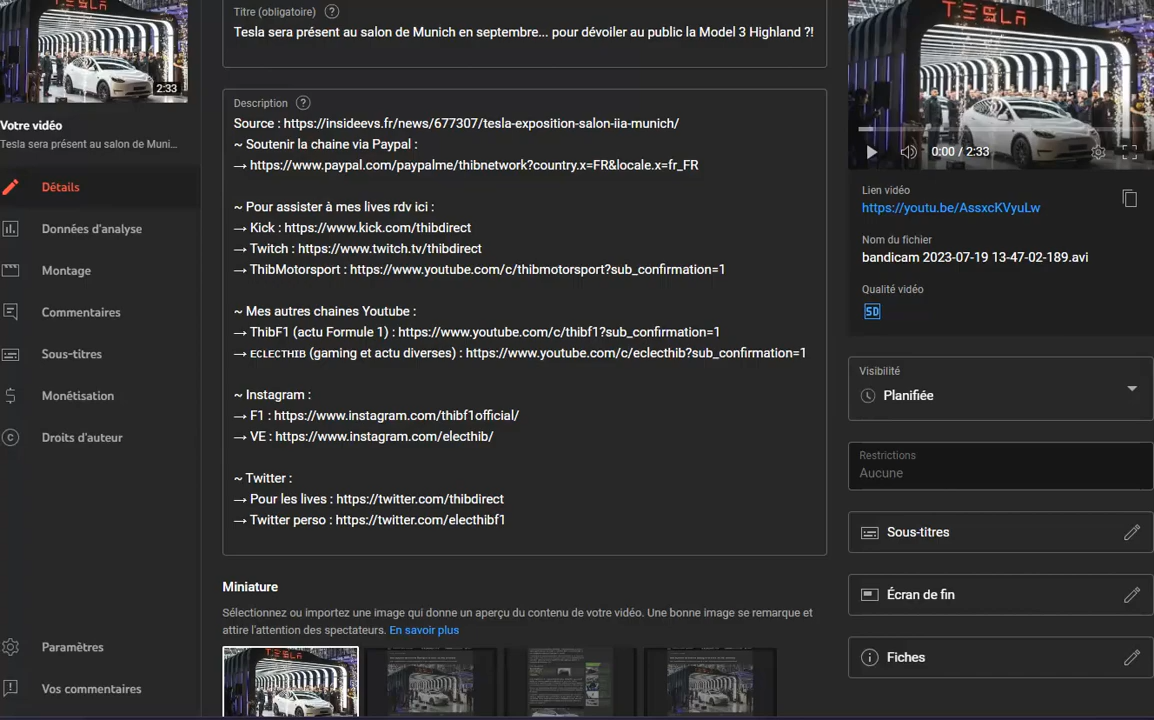 TESLA
2:33
Votre vidéo
Tesla sera présent au salon de Muni...
Détails
Données d'analyse
Montage
Commentaires
Sous-titres
Monétisation
Droits d'auteur
Paramètres
Vos commentaires
Titre (obligatoire)
Tesla sera présent au salon de Munich en septembre... pour dévoiler au public la Model 3 Highland ?!
Description
Source : https://insideevs.fr/news/677307/tesla-exposition-salon-iia-munich/
~ Soutenir la chaine via Paypal :
→ https://www.paypal.com/paypalme/thibnetwork?country.x=FR&locale.x=fr_FR
~ Pour assister à mes lives rdv ici :
→ Kick : https://www.kick.com/thibdirect
→ Twitch : https://www.twitch.tv/thibdirect
→ ThibMotorsport : https://www.youtube.com/c/thibmotorsport?sub_confirmation=1
~ Mes autres chaines Youtube :
→ ThibF1 (actu Formule 1) : https://www.youtube.com/c/thibf1?sub_confirmation=1
→ ᴇᴄʟᴇᴄᴛʜɪʙ (gaming et actu diverses) : https://www.youtube.com/c/eclecthib?sub_confirmation=1
~ Instagram :
→ F1 : https://www.instagram.com/thibf1official/
→ VE : https://www.instagram.com/electhib/
~ Twitter :
→ Pour les lives : https://twitter.com/thibdirect
→ Twitter perso : https://twitter.com/electhibf1
Miniature
Sélectionnez ou importez une image qui donne un aperçu du contenu de votre vidéo. Une bonne image se remarque et
attire l'attention des spectateurs. En savoir plus
TESLA
TESLA
0:00 / 2:33
Lien vidéo
https://youtu.be/AssxcKVyuLw
Nom du fichier
bandicam 2023-07-19 13-47-02-189.avi
Qualité vidéo
SD
Visibilité
Planifiée
Restrictions
Aucune
Sous-titres
Écran de fin
Fiches